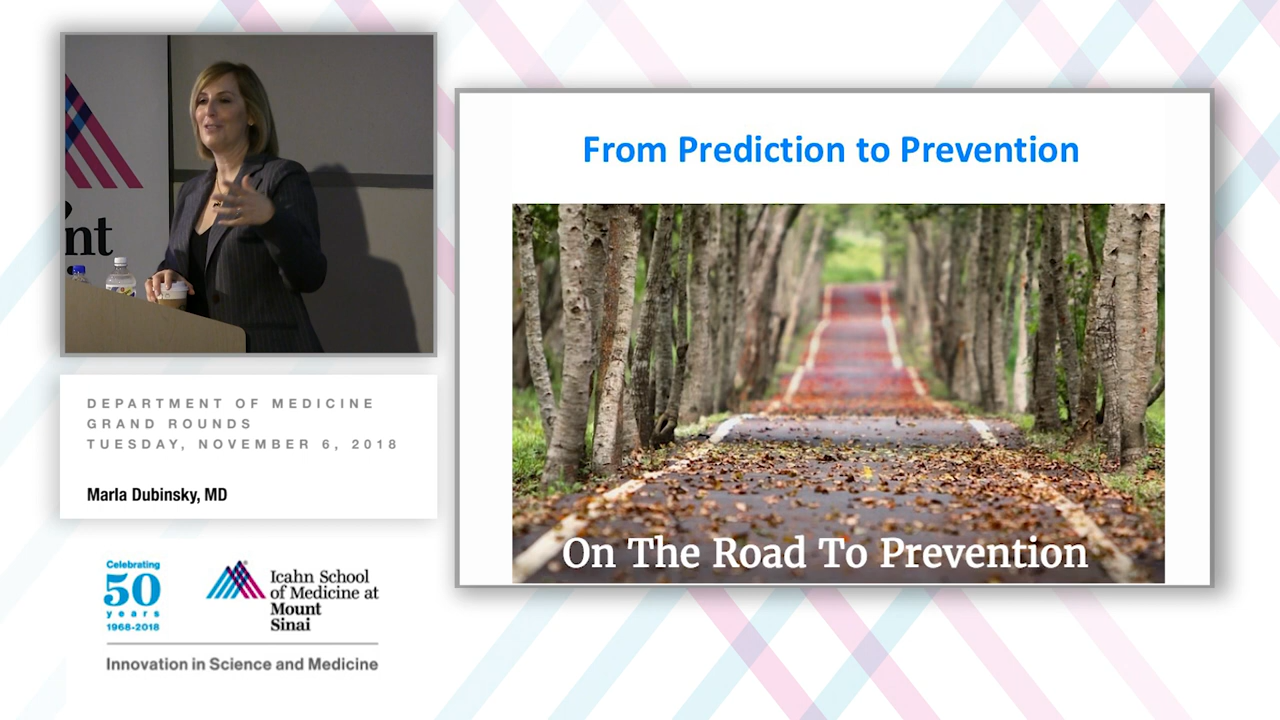 nt
DEPARTMENT OF MEDICINE
GRAND ROUNDS
TUESDAY, NOVEMBER 6, 2018
Marla Dubinsky, MD
Celebrating
50
years
1968-2018
Icahn School
of Medicine at
Mount
Sinai
Innovation in Science and Medicine
From Prediction to Prevention
On The Road To Prevention